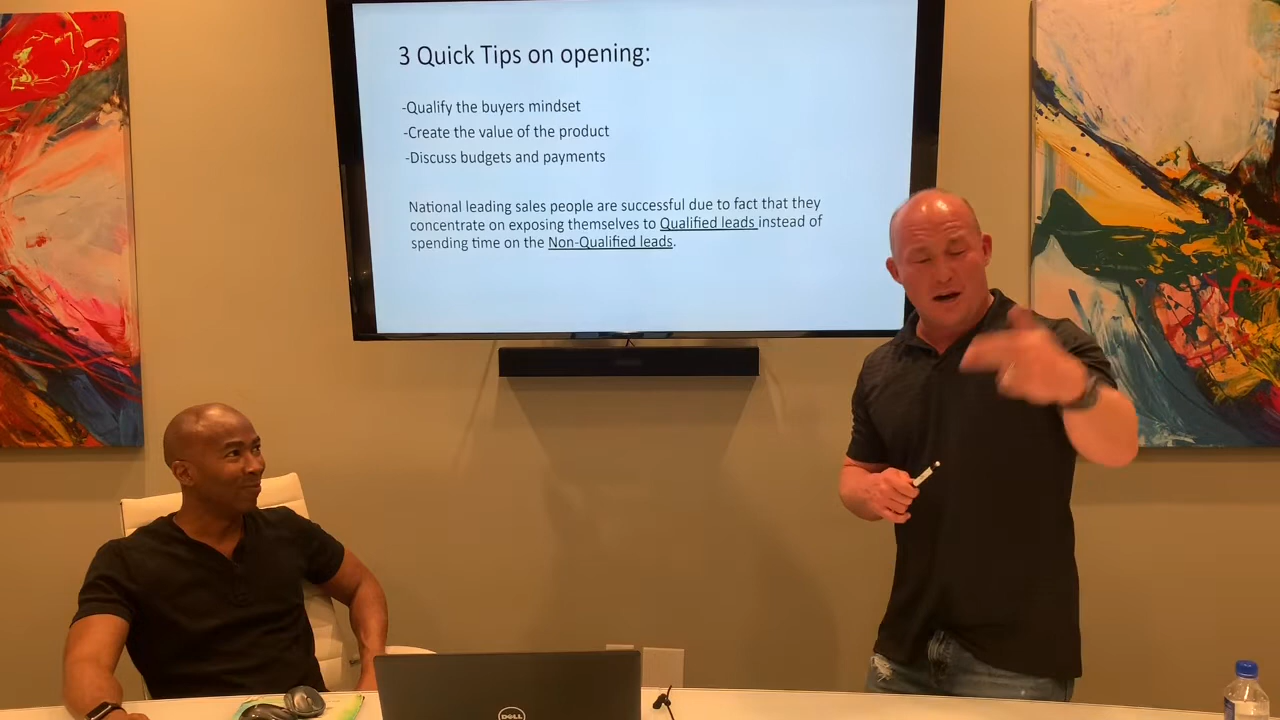 3 Quick Tips on opening:
-Qualify the buyers mindset
-Create the value of the product
-Discuss budgets and payments
National leading sales people are successful due to fact that they
concentrate on exposing themselves to Qualified leads instead of
spending time on the Non-Qualified leads.
DELL